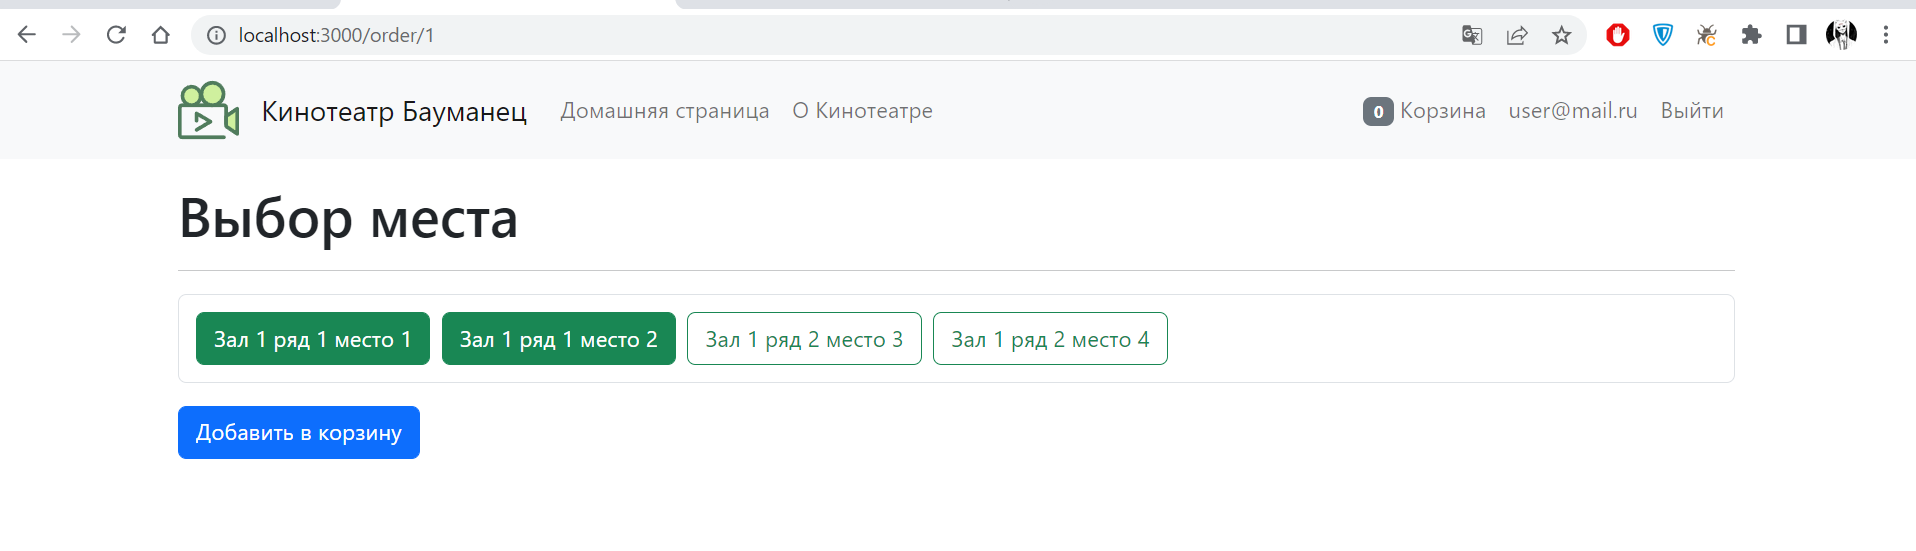 localhost:3000/order/1
Кинотеатр Бауманец Домашняя страница О Кинотеатре 0 Корзина user@mail.ru Выйти
Выбор места
Зал 1 ряд 1 место 1 Зал 1 ряд 1 место 2 Зал 1 ряд 2 место 3 Зал 1 ряд 2 место 4
Добавить в корзину